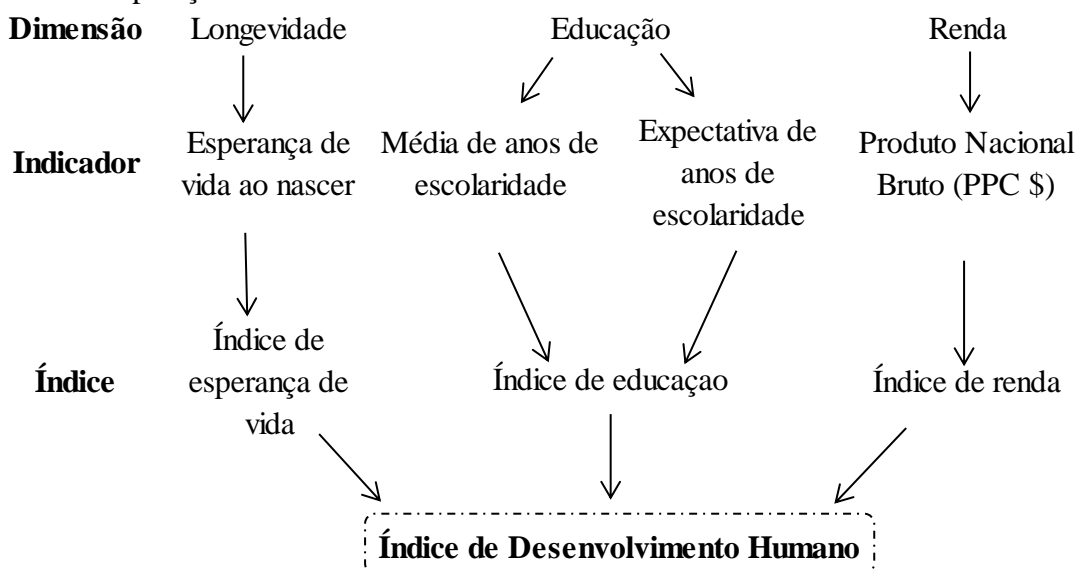 Dimensão Longevidade Educação Renda
Indicador
Esperança de
vida ao nascer
Média de anos de
escolaridade
Expectativa de
anos de
escolaridade
Produto Nacional
Bruto (PPC $)
Índice
Índice de
esperança de
vida
Índice de educaçao
Índice de renda
Índice de Desenvolvimento Humano